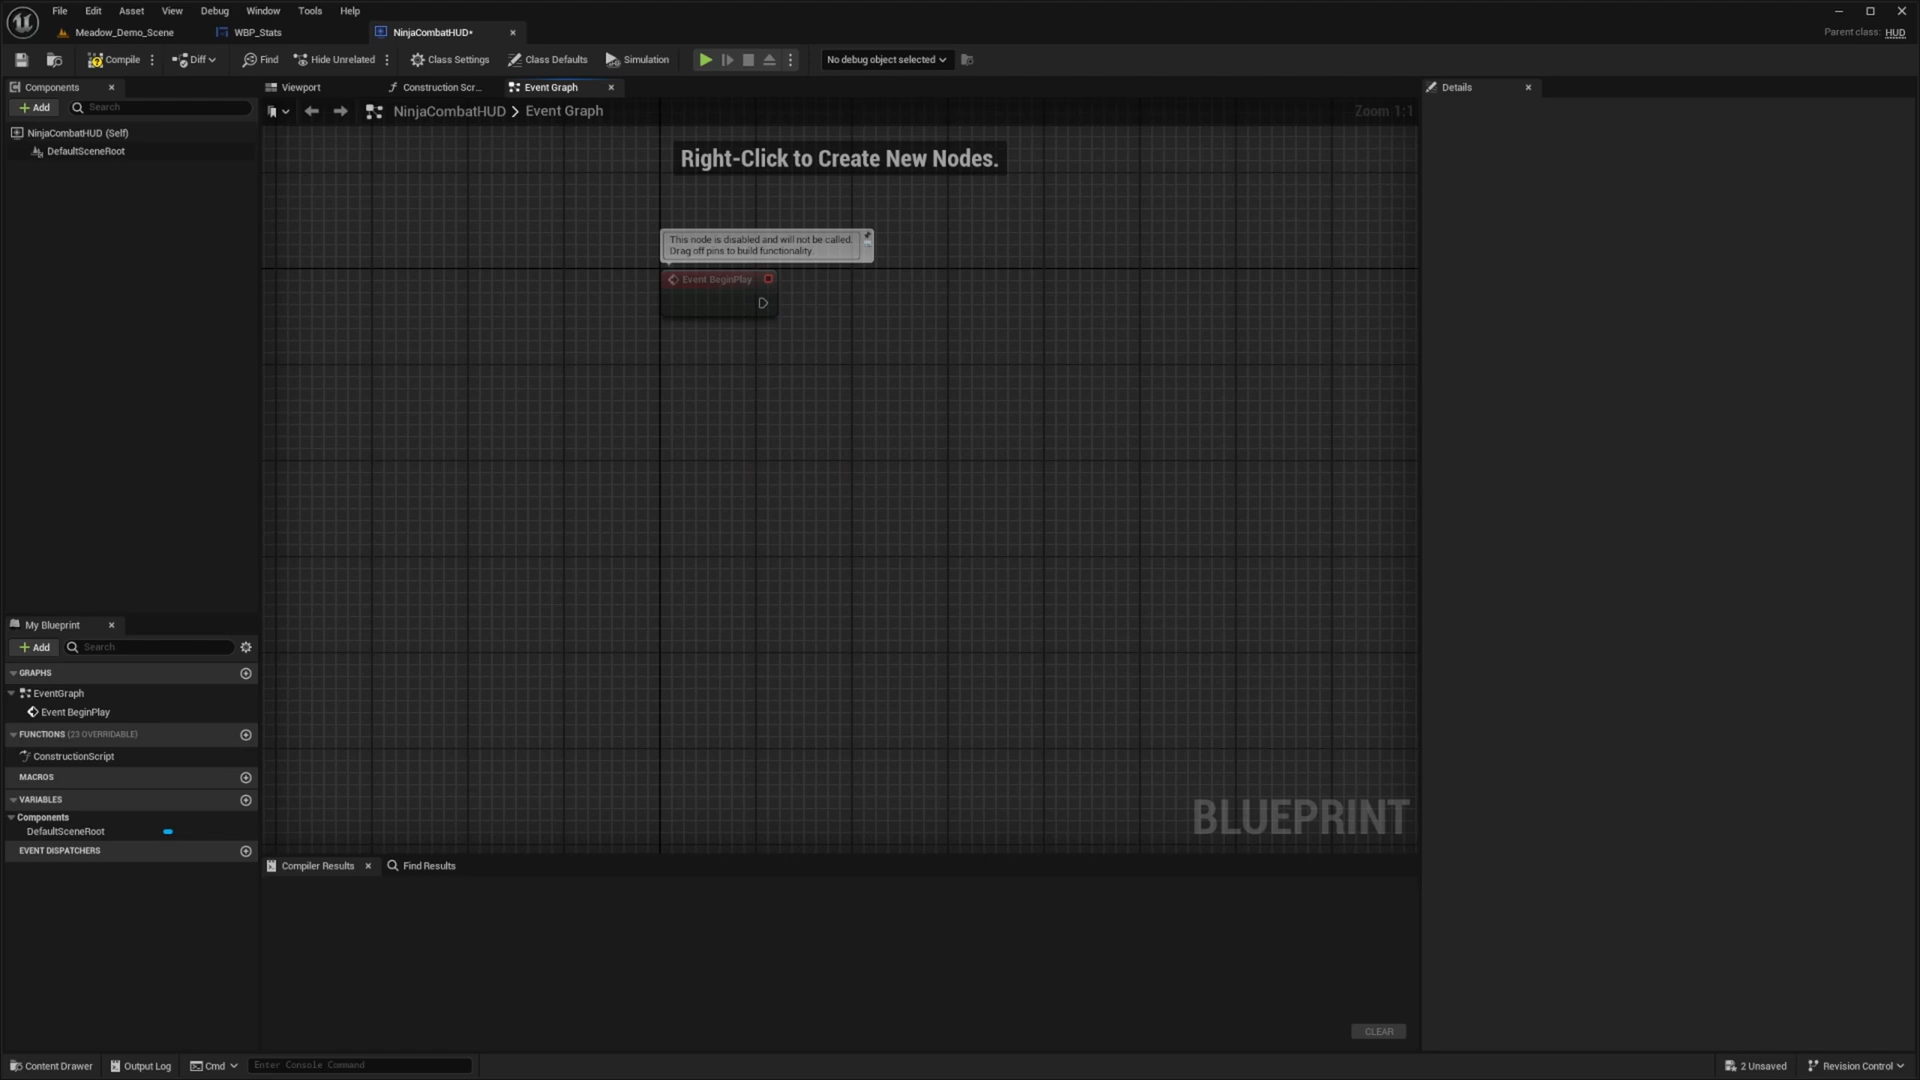 File Edit Asset View Debug Window Tools Help
Meadow_Demo_Scene WBP_Stats NinjaCombatHUD*
Parent class: HUD
Compile Diff Find Hide Unrelated Class Settings Class Defaults Simulation No debug object selected
Components Viewport Construction Scr... Event Graph Details
Add Search
NinjaCombatHUD > Event Graph Zoom 1:1
NinjaCombatHUD (Self)
DefaultSceneRoot
Right-Click to Create New Nodes.
This node is disabled and will not be called.
Drag off pins to build functionality.
Event BeginPlay
My Blueprint
Add Search
GRAPHS
EventGraph
Event BeginPlay
FUNCTIONS (23 OVERRIDABLE)
ConstructionScript
MACROS
VARIABLES
Components
DefaultSceneRoot
EVENT DISPATCHERS
BLUEPRINT
Compiler Results Find Results
CLEAR
Content Drawer Output Log Cmd Enter Console Command 2 Unsaved Revision Control